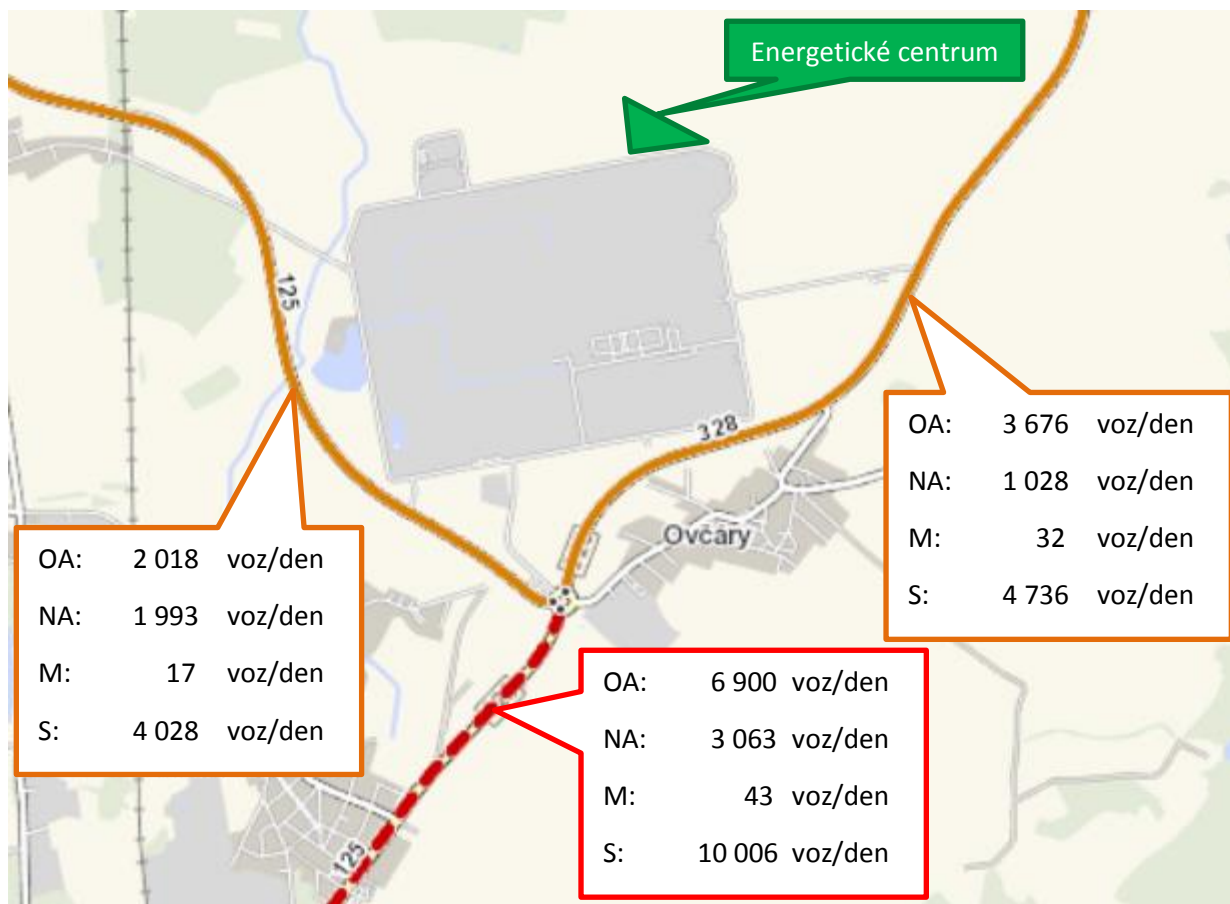 Energetické centrum
125
328
Ovčáry
OA: 3 676 voz/den
NA: 1 028 voz/den
M: 32 voz/den
S: 4 736 voz/den
OA: 2 018 voz/den
NA: 1 993 voz/den
M: 17 voz/den
S: 4 028 voz/den
OA: 6 900 voz/den
NA: 3 063 voz/den
M: 43 voz/den
S: 10 006 voz/den
125